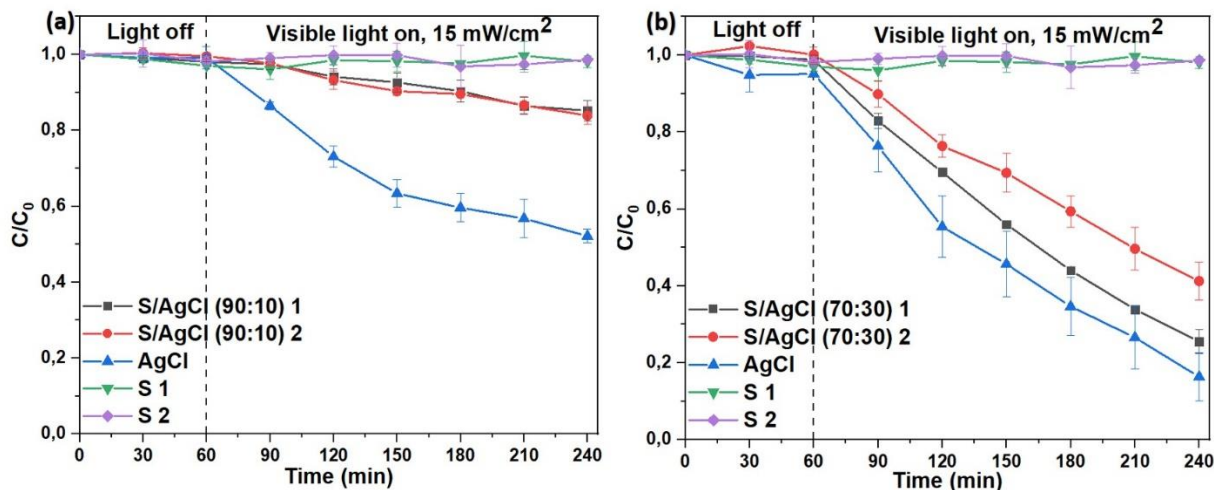 (a)
Light off
Visible light on, 15 mW/cm2
1,0
0,8
0,6
0,4
0,2
0,0
C/C0
S/AgCl (90:10) 1
S/AgCl (90:10) 2
AgCl
S 1
S 2
0 30 60 90 120 150 180 210 240
Time (min)
(b)
Light off
Visible light on, 15 mW/cm2
1,0
0,8
0,6
0,4
0,2
0,0
C/C0
S/AgCl (70:30) 1
S/AgCl (70:30) 2
AgCl
S 1
S 2
0 30 60 90 120 150 180 210 240
Time (min)